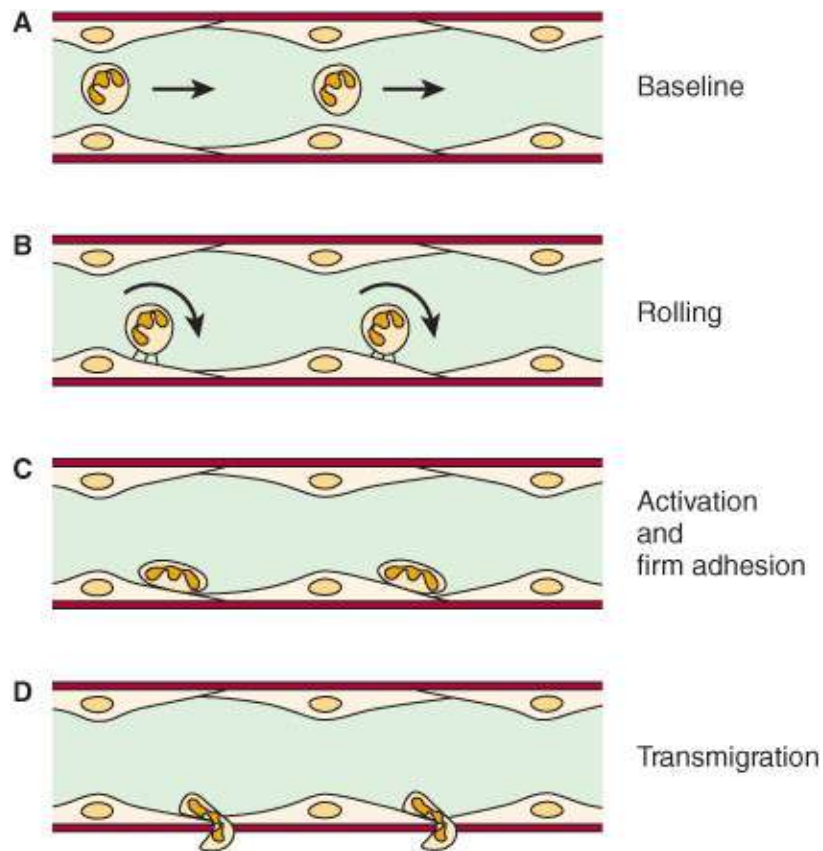 A
Baseline
B
Rolling
C
Activation
and
firm adhesion
D
Transmigration